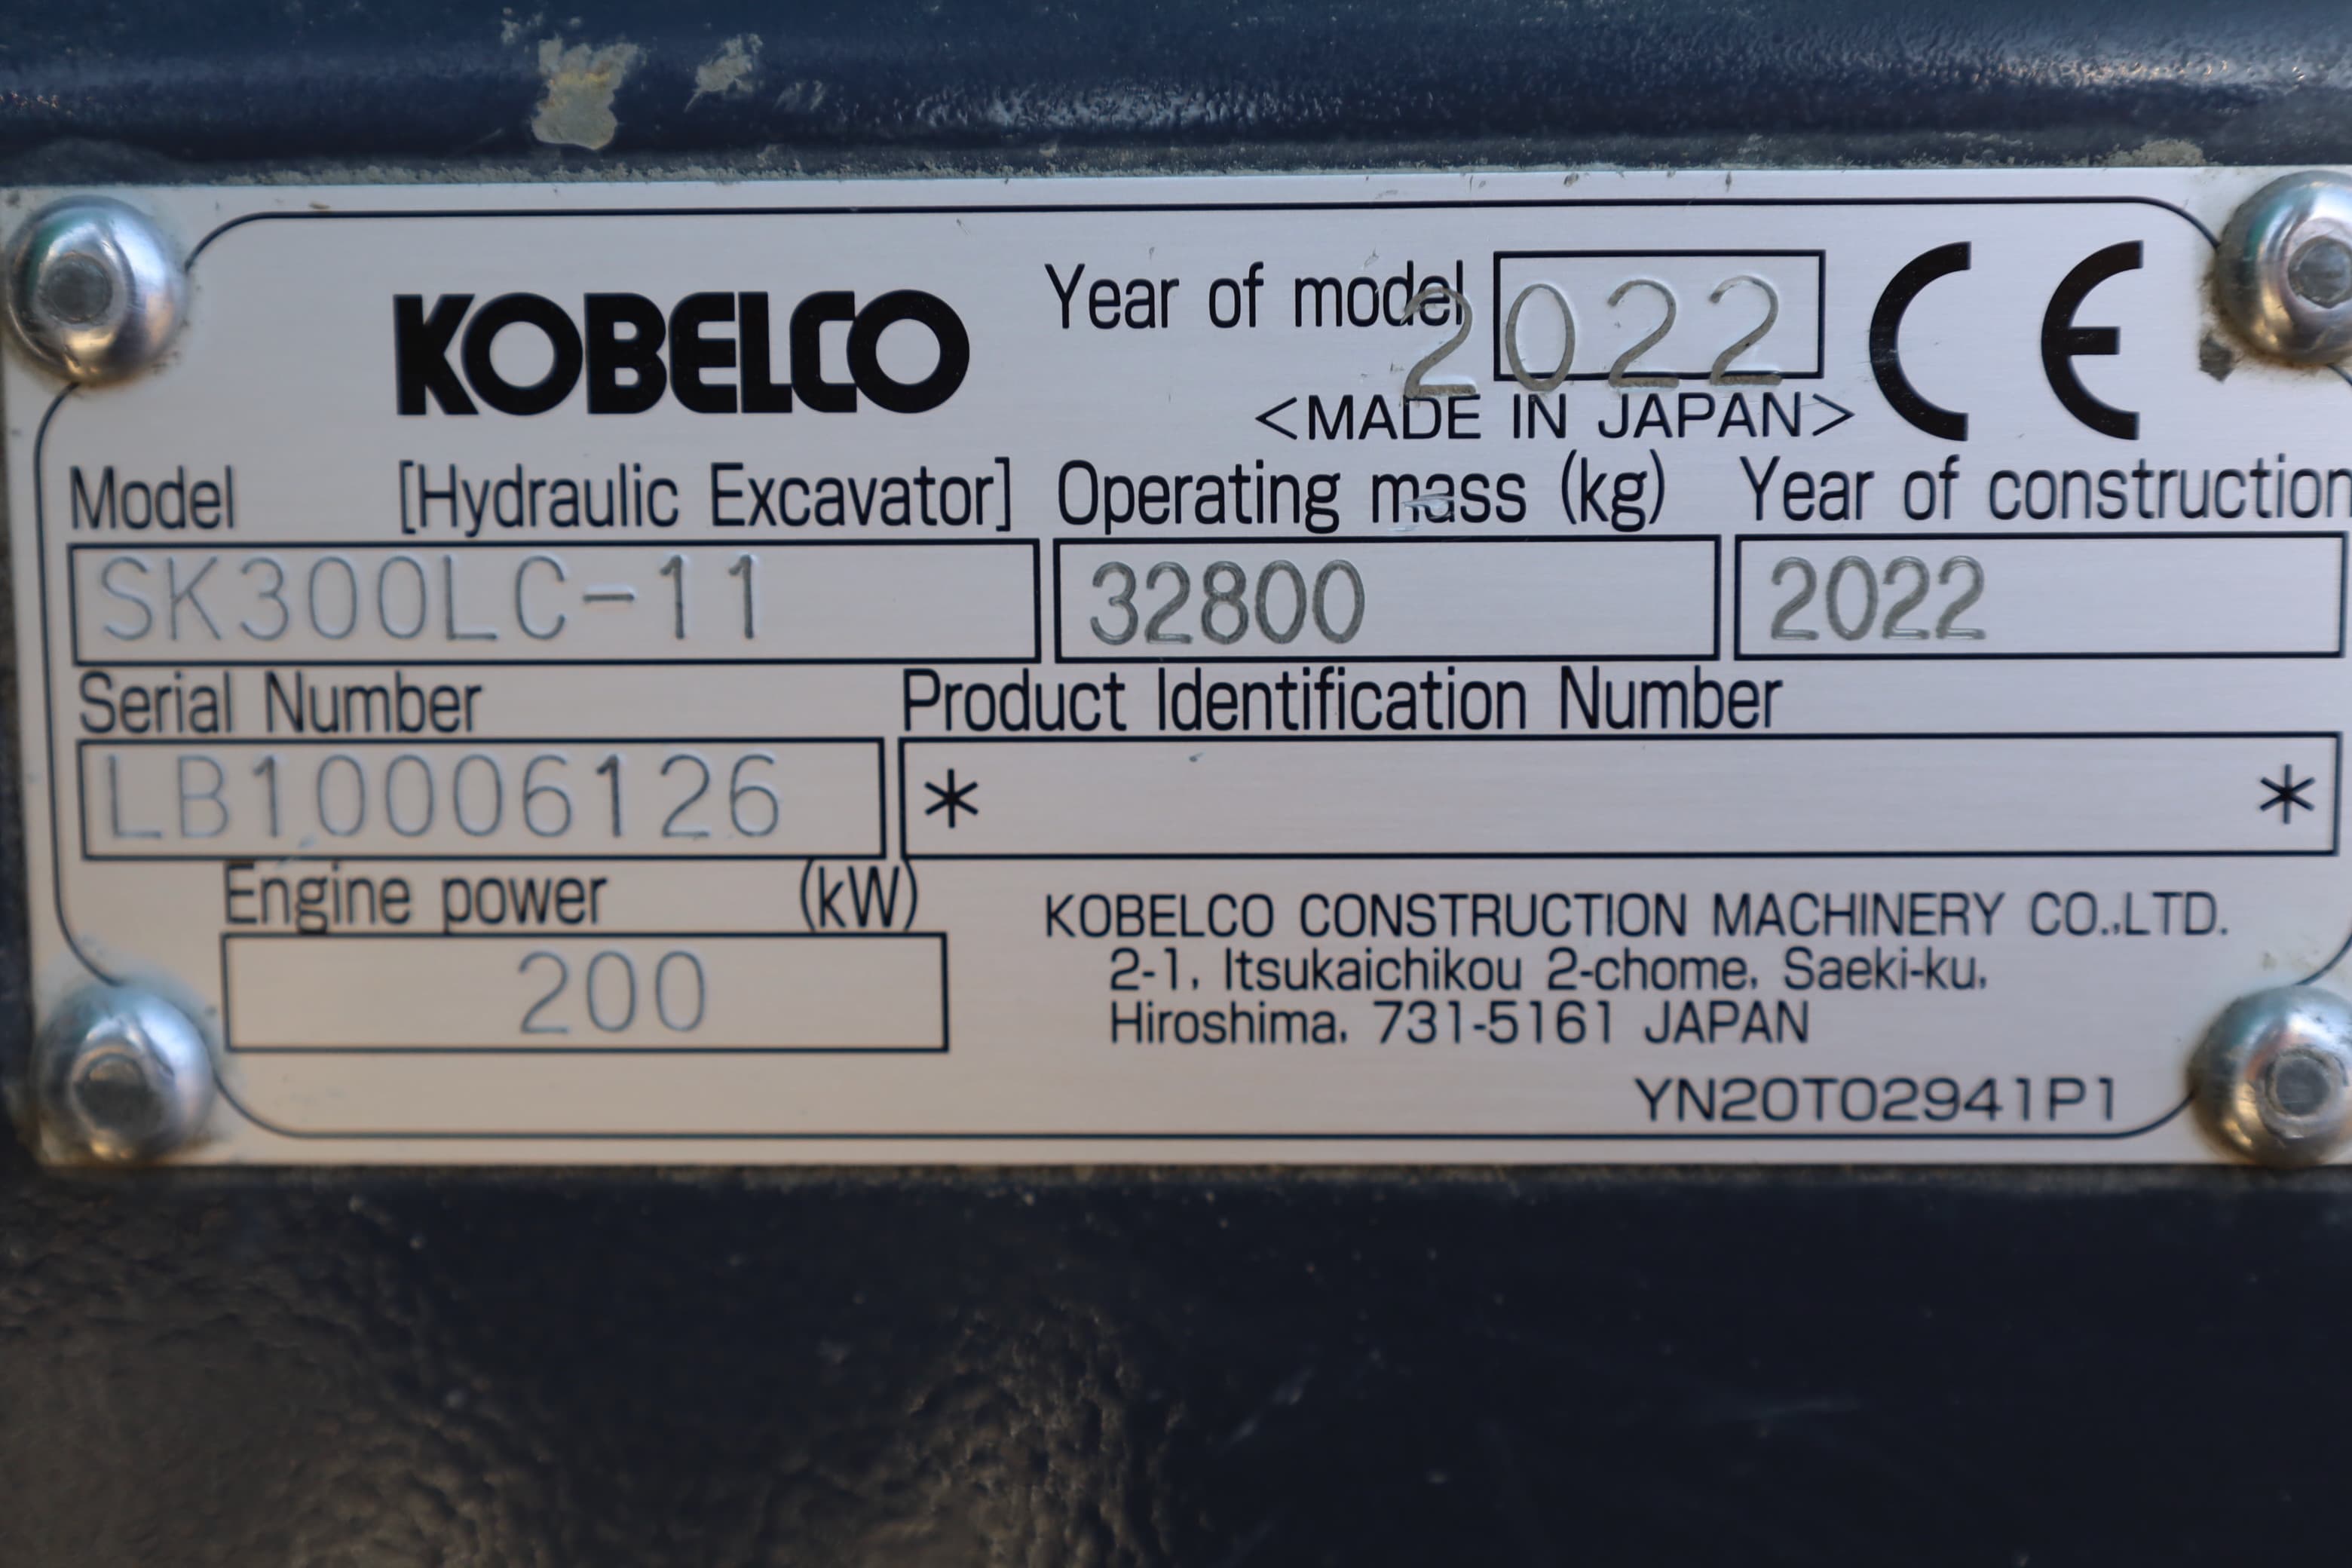 KOBELCO
Year of model 2022
<MADE IN JAPAN>
CE
Model [Hydraulic Excavator] Operating mass (kg) Year of construction
SK300LC-11 32800 2022
Serial Number Product Identification Number
LB10006126 * *
Engine power (kW)
200
KOBELCO CONSTRUCTION MACHINERY CO.,LTD.
2-1, Itsukaichikou 2-chome, Saeki-ku,
Hiroshima, 731-5161 JAPAN
YN20T02941P1